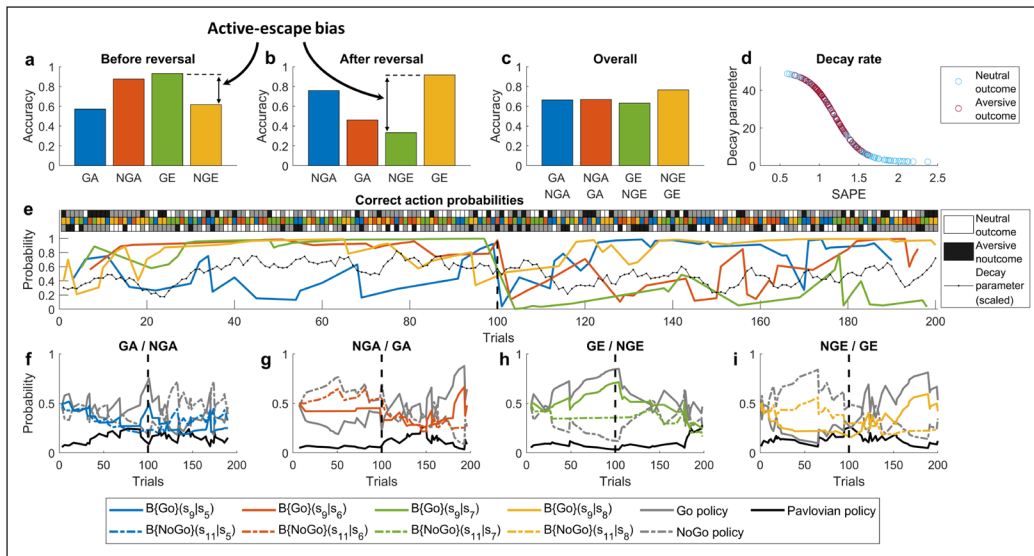 Active-escape bias
a Before reversal
b After reversal
c Overall
d Decay rate
Accuracy
1
0.8
0.6
0.4
0.2
0
GA NGA GE NGE
Accuracy
1
0.8
0.6
0.4
0.2
0
NGA GA NGE GE
Accuracy
1
0.8
0.6
0.4
0.2
0
GA NGA GE NGE
NGA GA NGE GE
Decay parameter
40
20
0
0.5 1 1.5 2 2.5
SAPE
Neutral
outcome
Aversive
outcome
e Correct action probabilities
Probability
1
0.8
0.6
0.4
0.2
0
0 20 40 60 80 100 120 140 160 180 200
Trials
Neutral
outcome
Aversive
noutcome
Decay
parameter
(scaled)
f GA / NGA
g NGA / GA
h GE / NGE
i NGE / GE
Probability
1
0.5
0
0 50 100 150 200
Trials
1
0.5
0
0 50 100 150 200
Trials
1
0.5
0
0 50 100 150 200
Trials
1
0.5
0
0 50 100 150 200
Trials
B{Go}(s9|s5) B{Go}(s9|s6) B{Go}(s9|s7) B{Go}(s9|s8) Go policy Pavlovian policy
B{NoGo}(s11|s5) B{NoGo}(s11|s6) B{NoGo}(s11|s7) B{NoGo}(s11|s8) NoGo policy